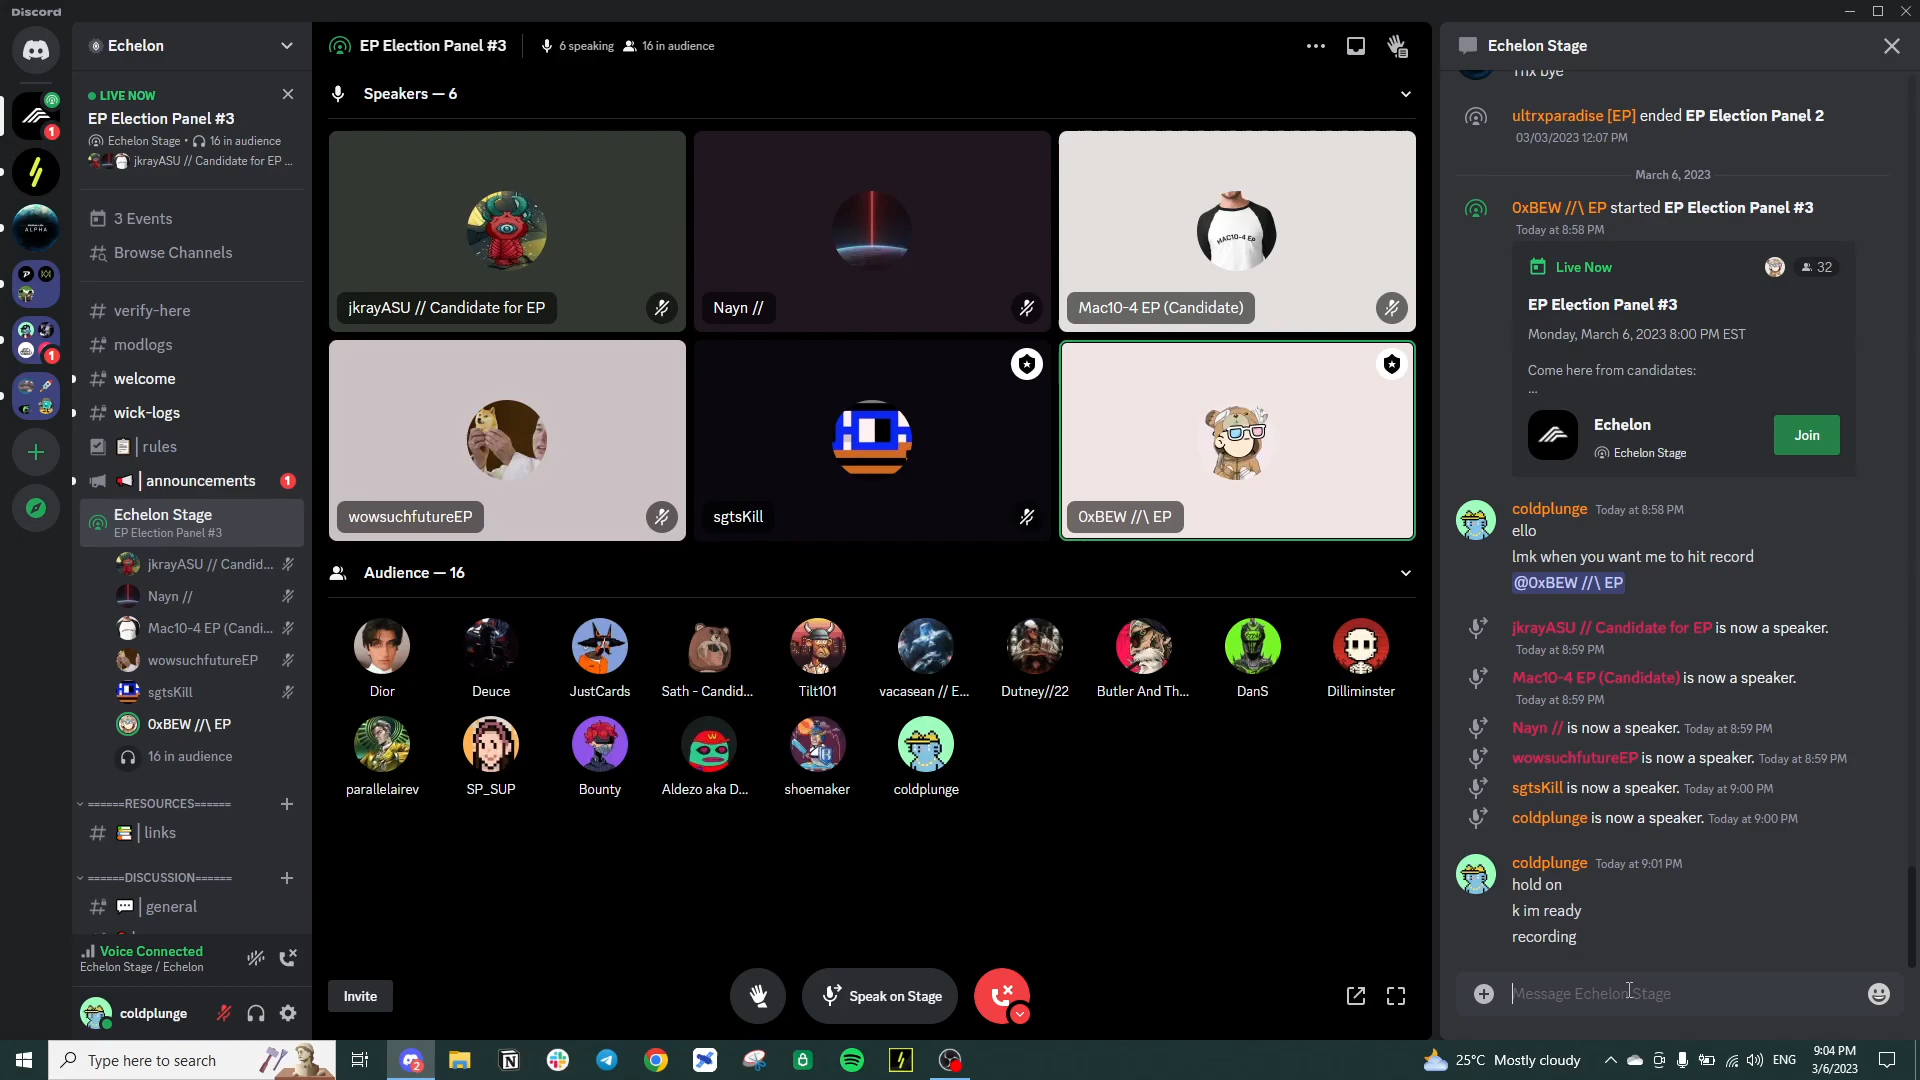 Discord
Echelon
LIVE NOW
EP Election Panel #3
Echelon Stage • 16 in audience
jkrayASU // Candidate for EP ...
3 Events
Browse Channels
verify-here
modlogs
welcome
wick-logs
rules
announcements
1
Echelon Stage
EP Election Panel #3
jkrayASU // Candid...
Nayn //
Mac10-4 EP (Candi...
wowsuchfutureEP
sgtsKill
0xBEW //\ EP
16 in audience
======RESOURCES======
links
======DISCUSSION======
general
Voice Connected
Echelon Stage / Echelon
coldplunge
EP Election Panel #3
6 speaking
16 in audience
Speakers — 6
MAC10-4 EP
jkrayASU // Candidate for EP
Nayn //
Mac10-4 EP (Candidate)
wowsuchfutureEP
sgtsKill
0xBEW //\ EP
Audience — 16
Dior
Deuce
JustCards
Sath - Candid...
Tilt101
vacasean // E...
Dutney//22
Butler And Th...
DanS
Dilliminster
parallelairev
SP_SUP
Bounty
Aldezo aka D...
shoemaker
coldplunge
Invite
Speak on Stage
Echelon Stage
Thx bye
ultrxparadise [EP] ended EP Election Panel 2
03/03/2023 12:07 PM
March 6, 2023
0xBEW //\ EP started EP Election Panel #3
Today at 8:58 PM
Live Now
32
EP Election Panel #3
Monday, March 6, 2023 8:00 PM EST
Come here from candidates:
...
Echelon
Echelon Stage
Join
coldplunge Today at 8:58 PM
ello
lmk when you want me to hit record
@0xBEW //\ EP
jkrayASU // Candidate for EP is now a speaker.
Today at 8:59 PM
Mac10-4 EP (Candidate) is now a speaker.
Today at 8:59 PM
Nayn // is now a speaker. Today at 8:59 PM
wowsuchfutureEP is now a speaker. Today at 8:59 PM
sgtsKill is now a speaker. Today at 9:00 PM
coldplunge is now a speaker. Today at 9:00 PM
coldplunge Today at 9:01 PM
hold on
k im ready
recording
Message Echelon Stage
Type here to search
25°C Mostly cloudy
ENG
9:04 PM
3/6/2023